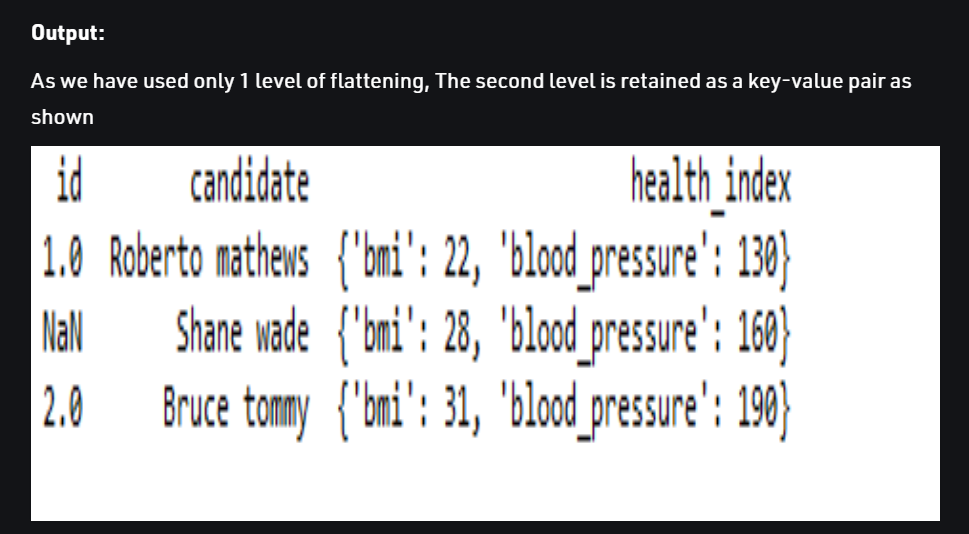 Output:
As we have used only 1 level of flattening, The second level is retained as a key-value pair as
shown
id candidate health_index
1.0 Roberto mathews {'bmi': 22, 'blood_pressure': 130}
NaN Shane wade {'bmi': 28, 'blood_pressure': 160}
2.0 Bruce tommy {'bmi': 31, 'blood_pressure': 190}